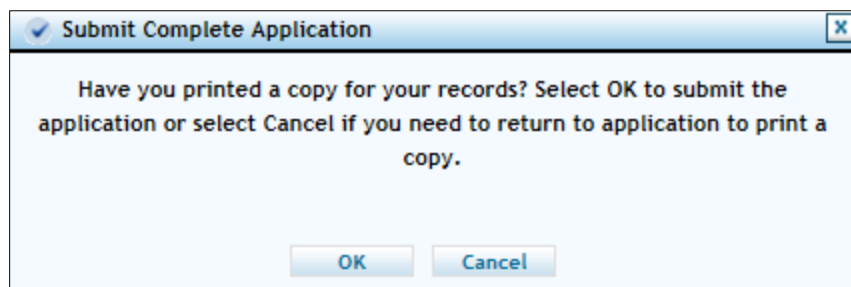 Submit Complete Application
x
Have you printed a copy for your records? Select OK to submit the
application or select Cancel if you need to return to application to print a
copy.
OK Cancel